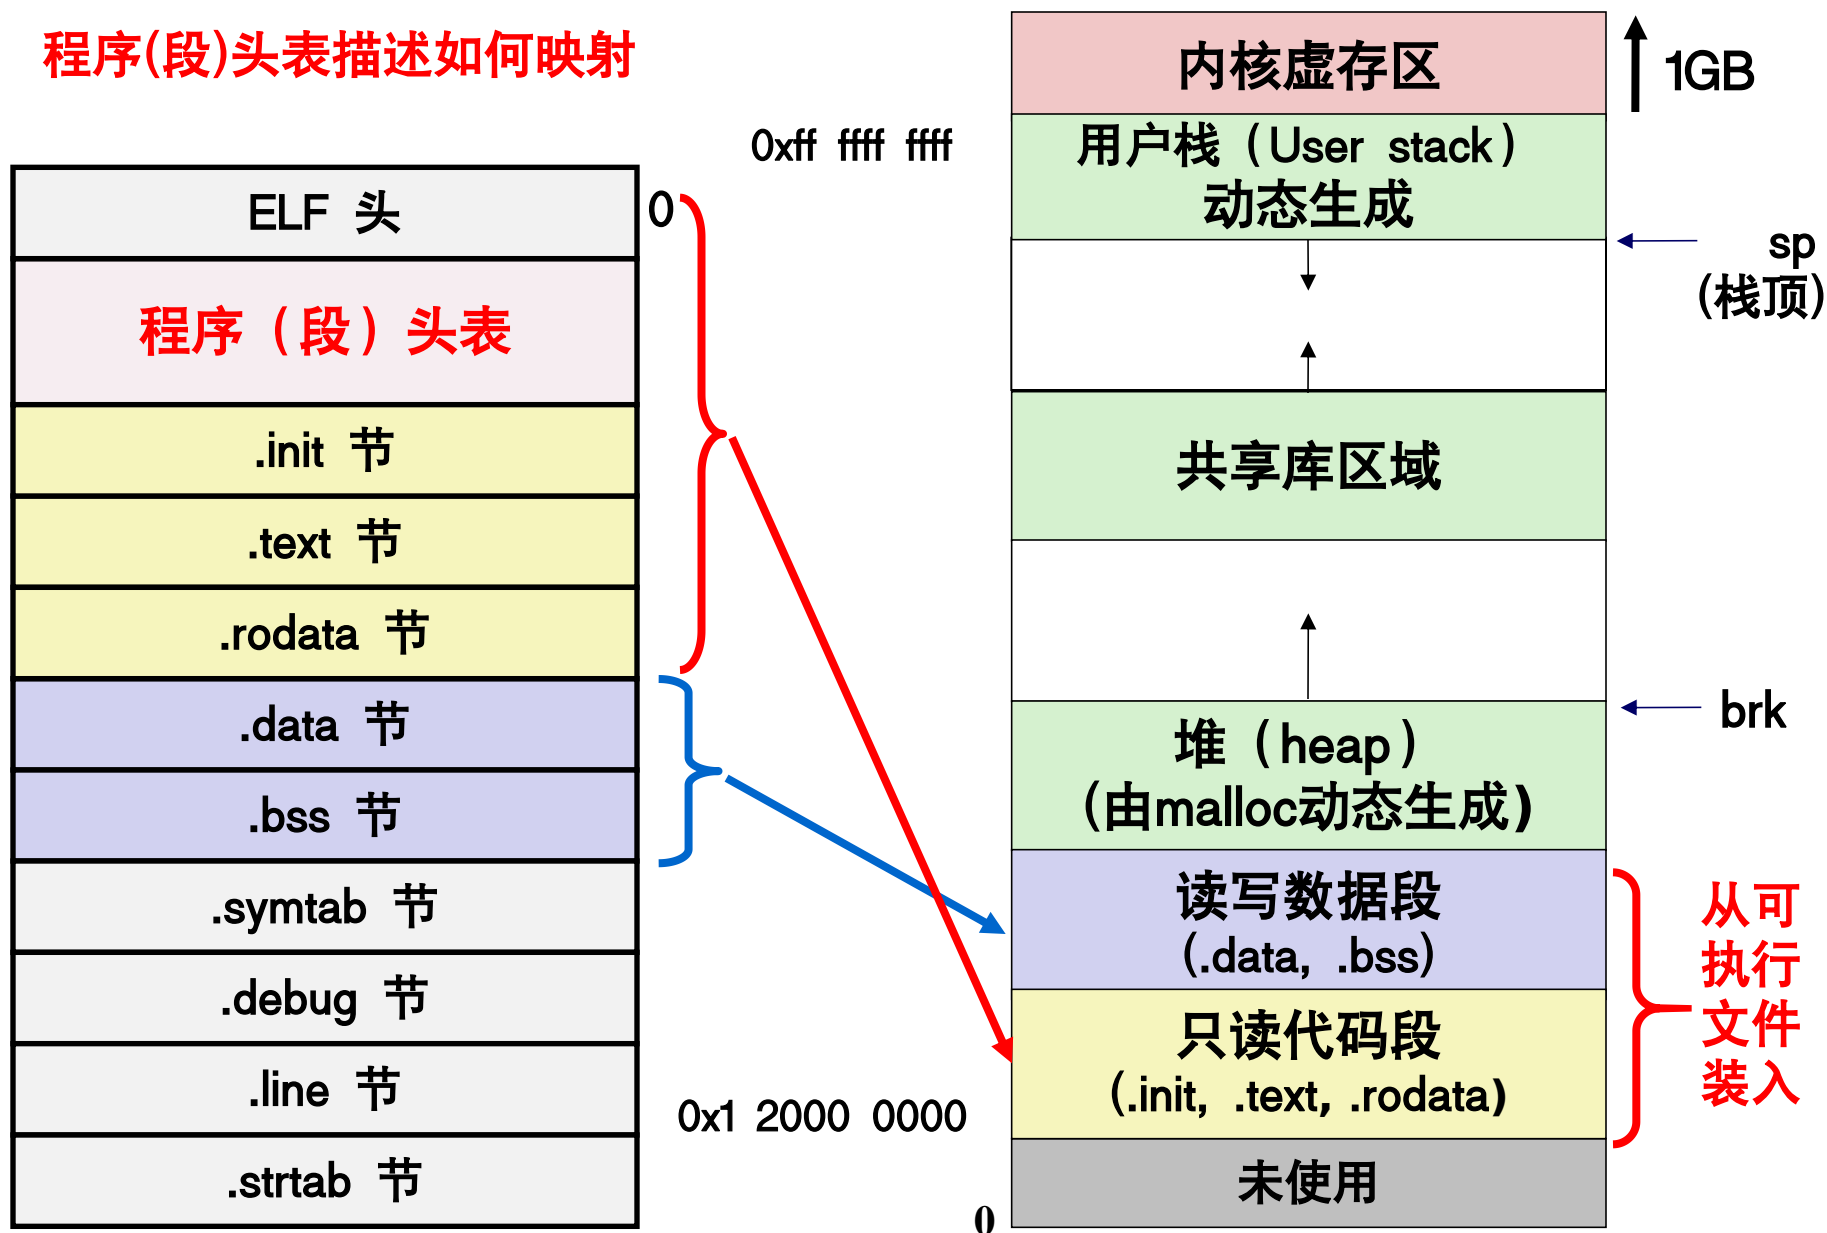 程序(段)头表描述如何映射
ELF 头
0
程序（段）头表
.init 节
.text 节
.rodata 节
.data 节
.bss 节
.symtab 节
.debug 节
.line 节
.strtab 节
0xff ffff ffff
0x1 2000 0000
0
内核虚存区
1GB
用户栈（User stack）
动态生成
sp
(栈顶)
共享库区域
brk
堆（heap）
(由malloc动态生成)
读写数据段
(.data, .bss)
只读代码段
(.init, .text, .rodata)
未使用
从可
执行
文件
装入